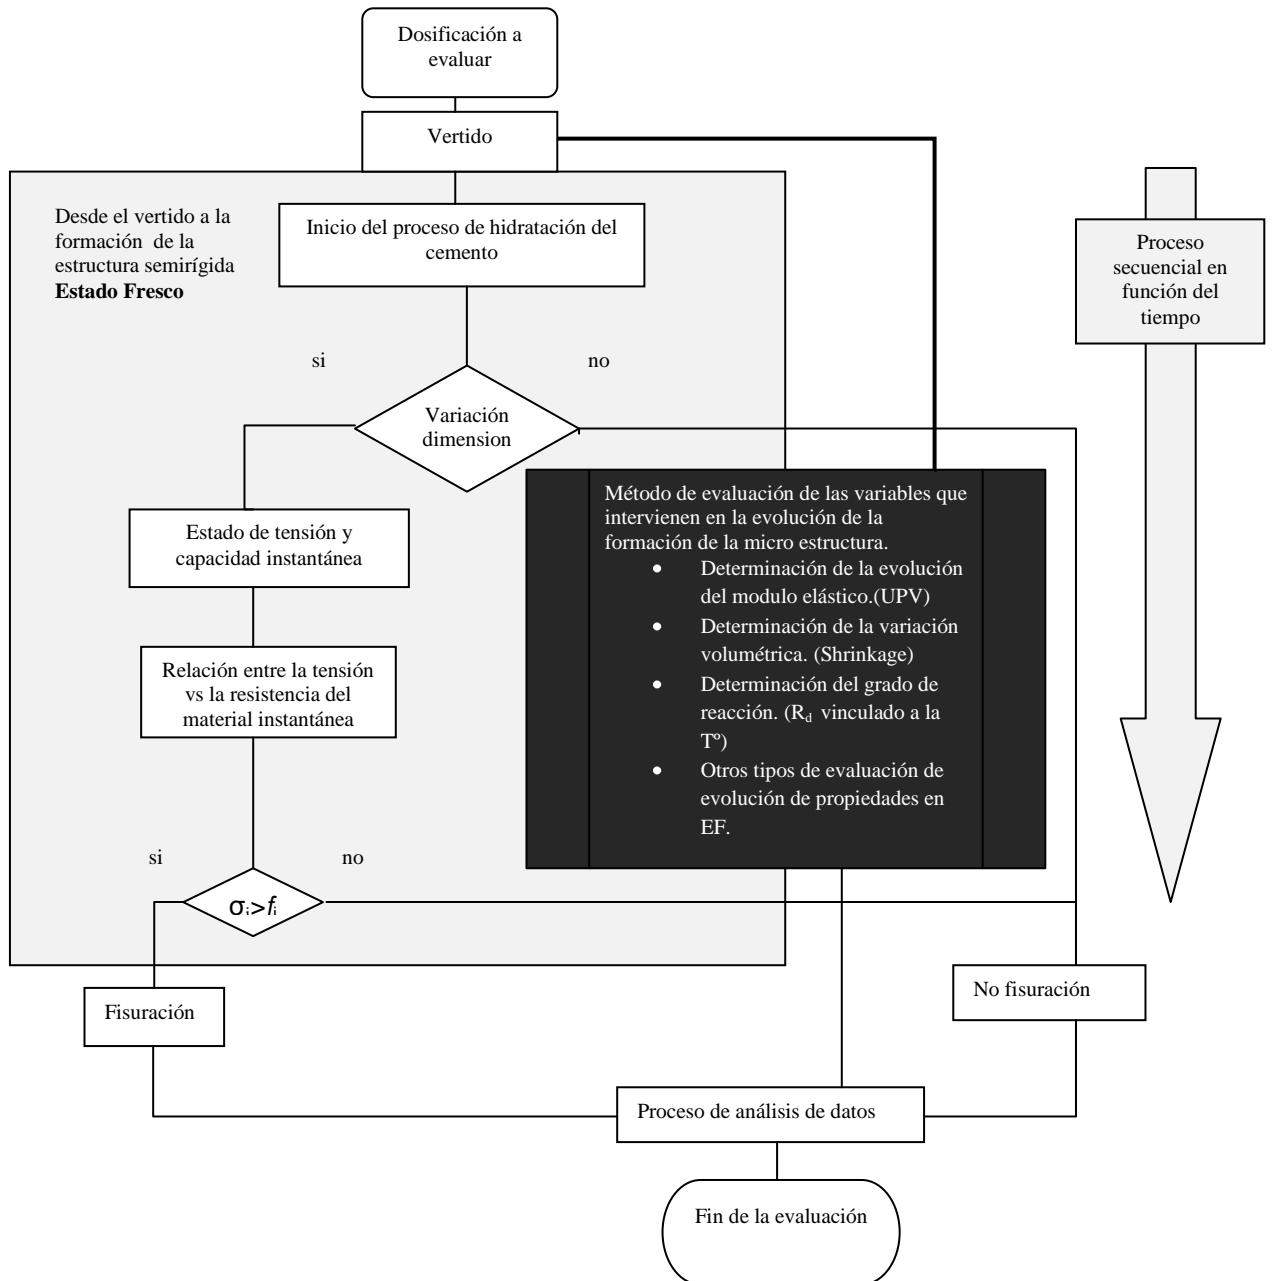 Dosificación a
evaluar
Vertido
Desde el vertido a la
formación de la
estructura semirígida
Estado Fresco
Inicio del proceso de hidratación del
cemento
Proceso
secuencial en
función del
tiempo
si
no
Variación
dimension
Estado de tensión y
capacidad instantánea
Relación entre la tensión
vs la resistencia del
material instantánea
Método de evaluación de las variables que
intervienen en la evolución de la
formación de la micro estructura.
• Determinación de la evolución
del modulo elástico.(UPV)
• Determinación de la variación
volumétrica. (Shrinkage)
• Determinación del grado de
reacción. (Rd vinculado a la
Tº)
• Otros tipos de evaluación de
evolución de propiedades en
EF.
si
no
σi>fi
Fisuración
No fisuración
Proceso de análisis de datos
Fin de la evaluación